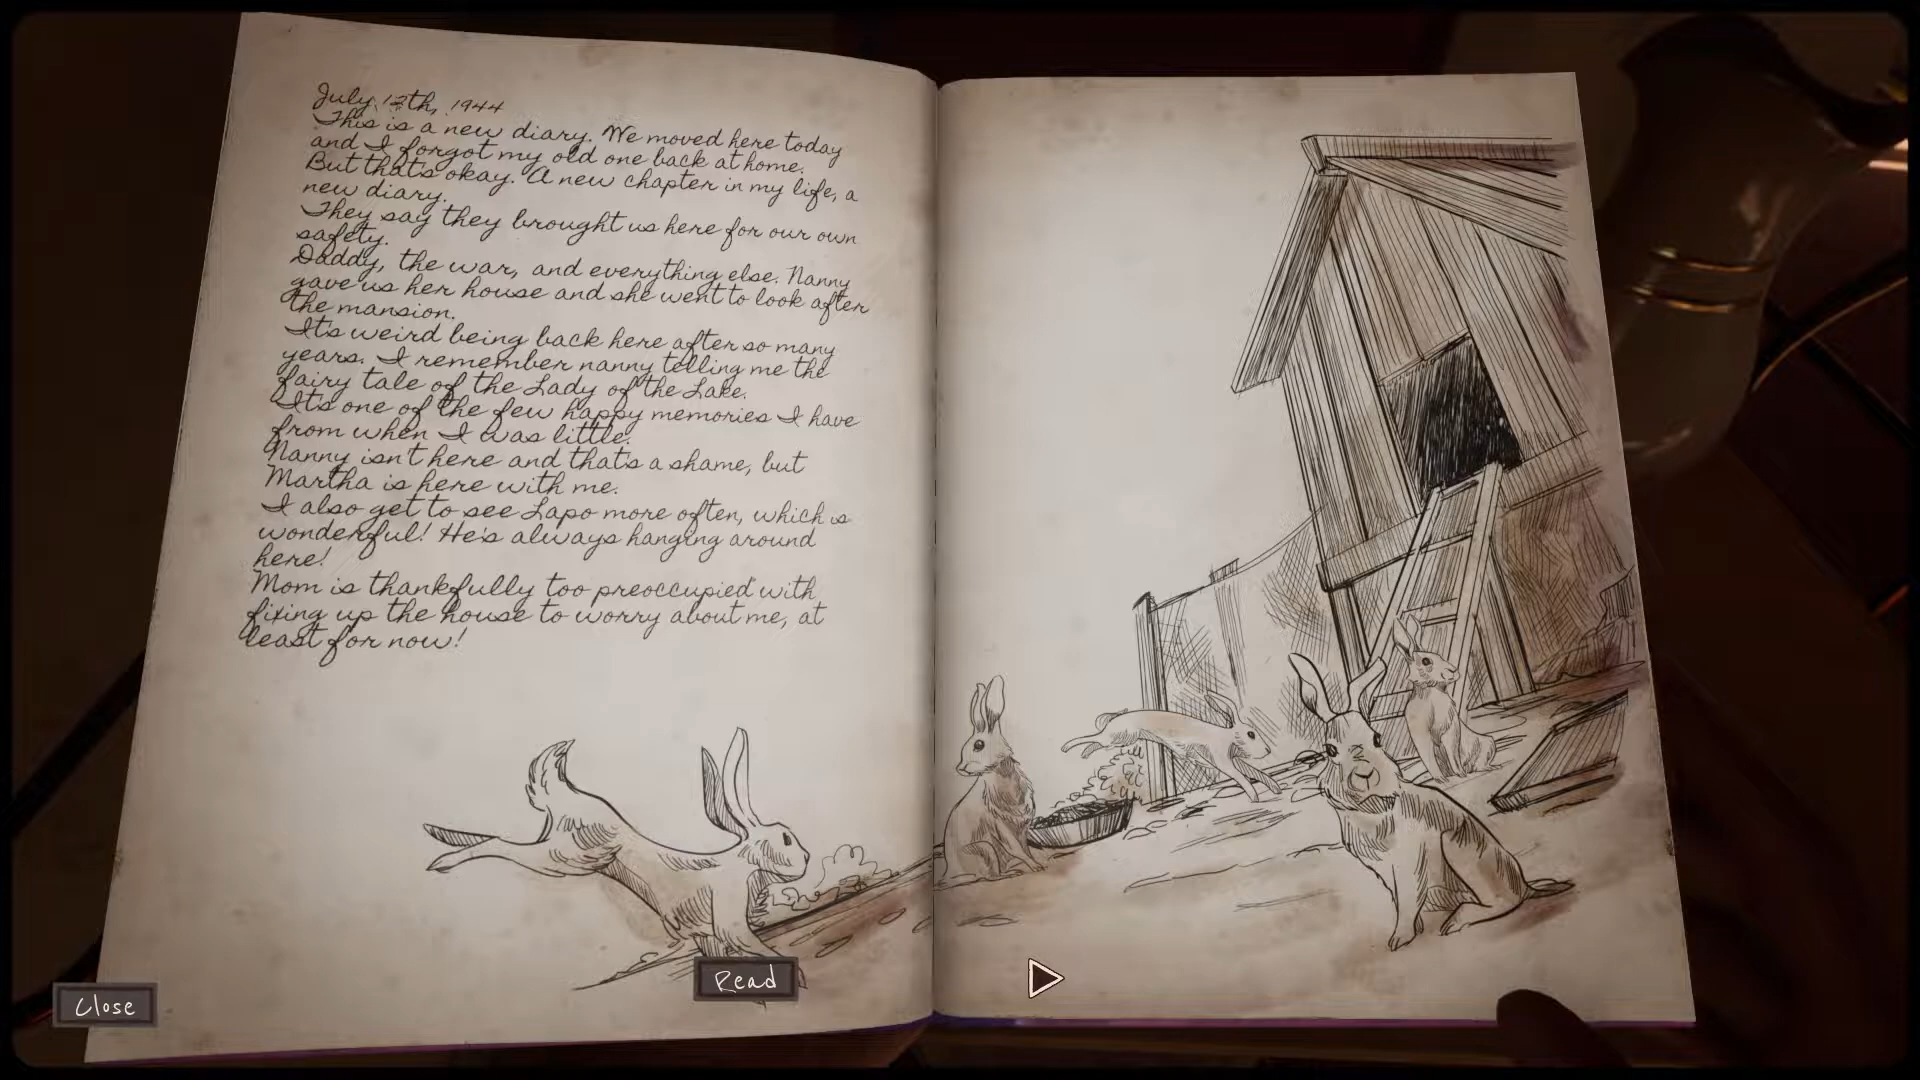 July 12th, 1944
This is a new diary. We moved here today
and I forgot my old one back at home.
But that's okay. A new chapter in my life, a
new diary.
They say they brought us here for our own
safety.
Daddy, the war, and everything else. Nanny
gave us her house and she went to look after
the mansion.
It's weird being back here after so many
years. I remember nanny telling me the
fairy tale of the Lady of the Lake.
It's one of the few happy memories I have
from when I was little.
Nanny isn't here and that's a shame, but
Martha is here with me.
I also get to see Lapo more often, which is
wonderful! He's always hanging around
here!
Mom is thankfully too preoccupied with
fixing up the house to worry about me, at
least for now!
Read
Close